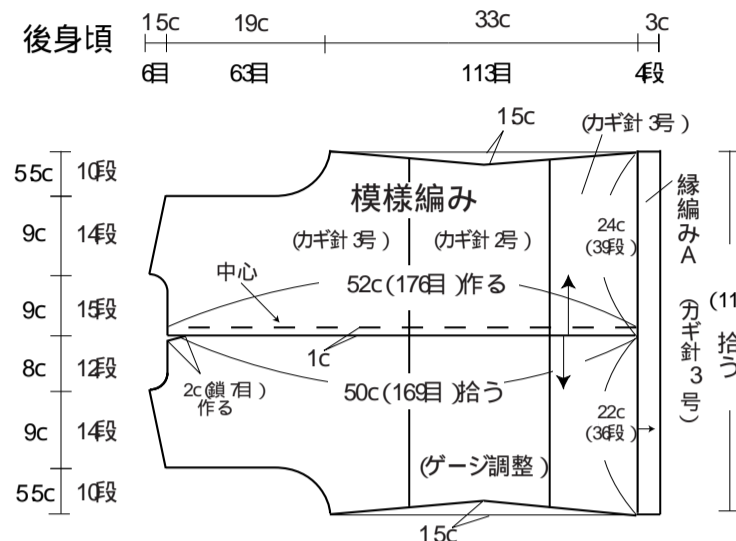 後身頃
15c 19c 33c 3c
6目 63目 113目 4段
15c
(カギ針3号)
55c 10段
9c 14段
9c 15段
8c 12段
9c 14段
55c 10段
模様編み
(カギ針3号) (カギ針2号)
24c
(39段)
中心
52c(176目)作る
1c
2c(鎖7目)
作る
50c(169目)拾う
22c
(36段)
(ゲージ調整)
15c
縁編みA
(カギ針3号)
(11
拾う